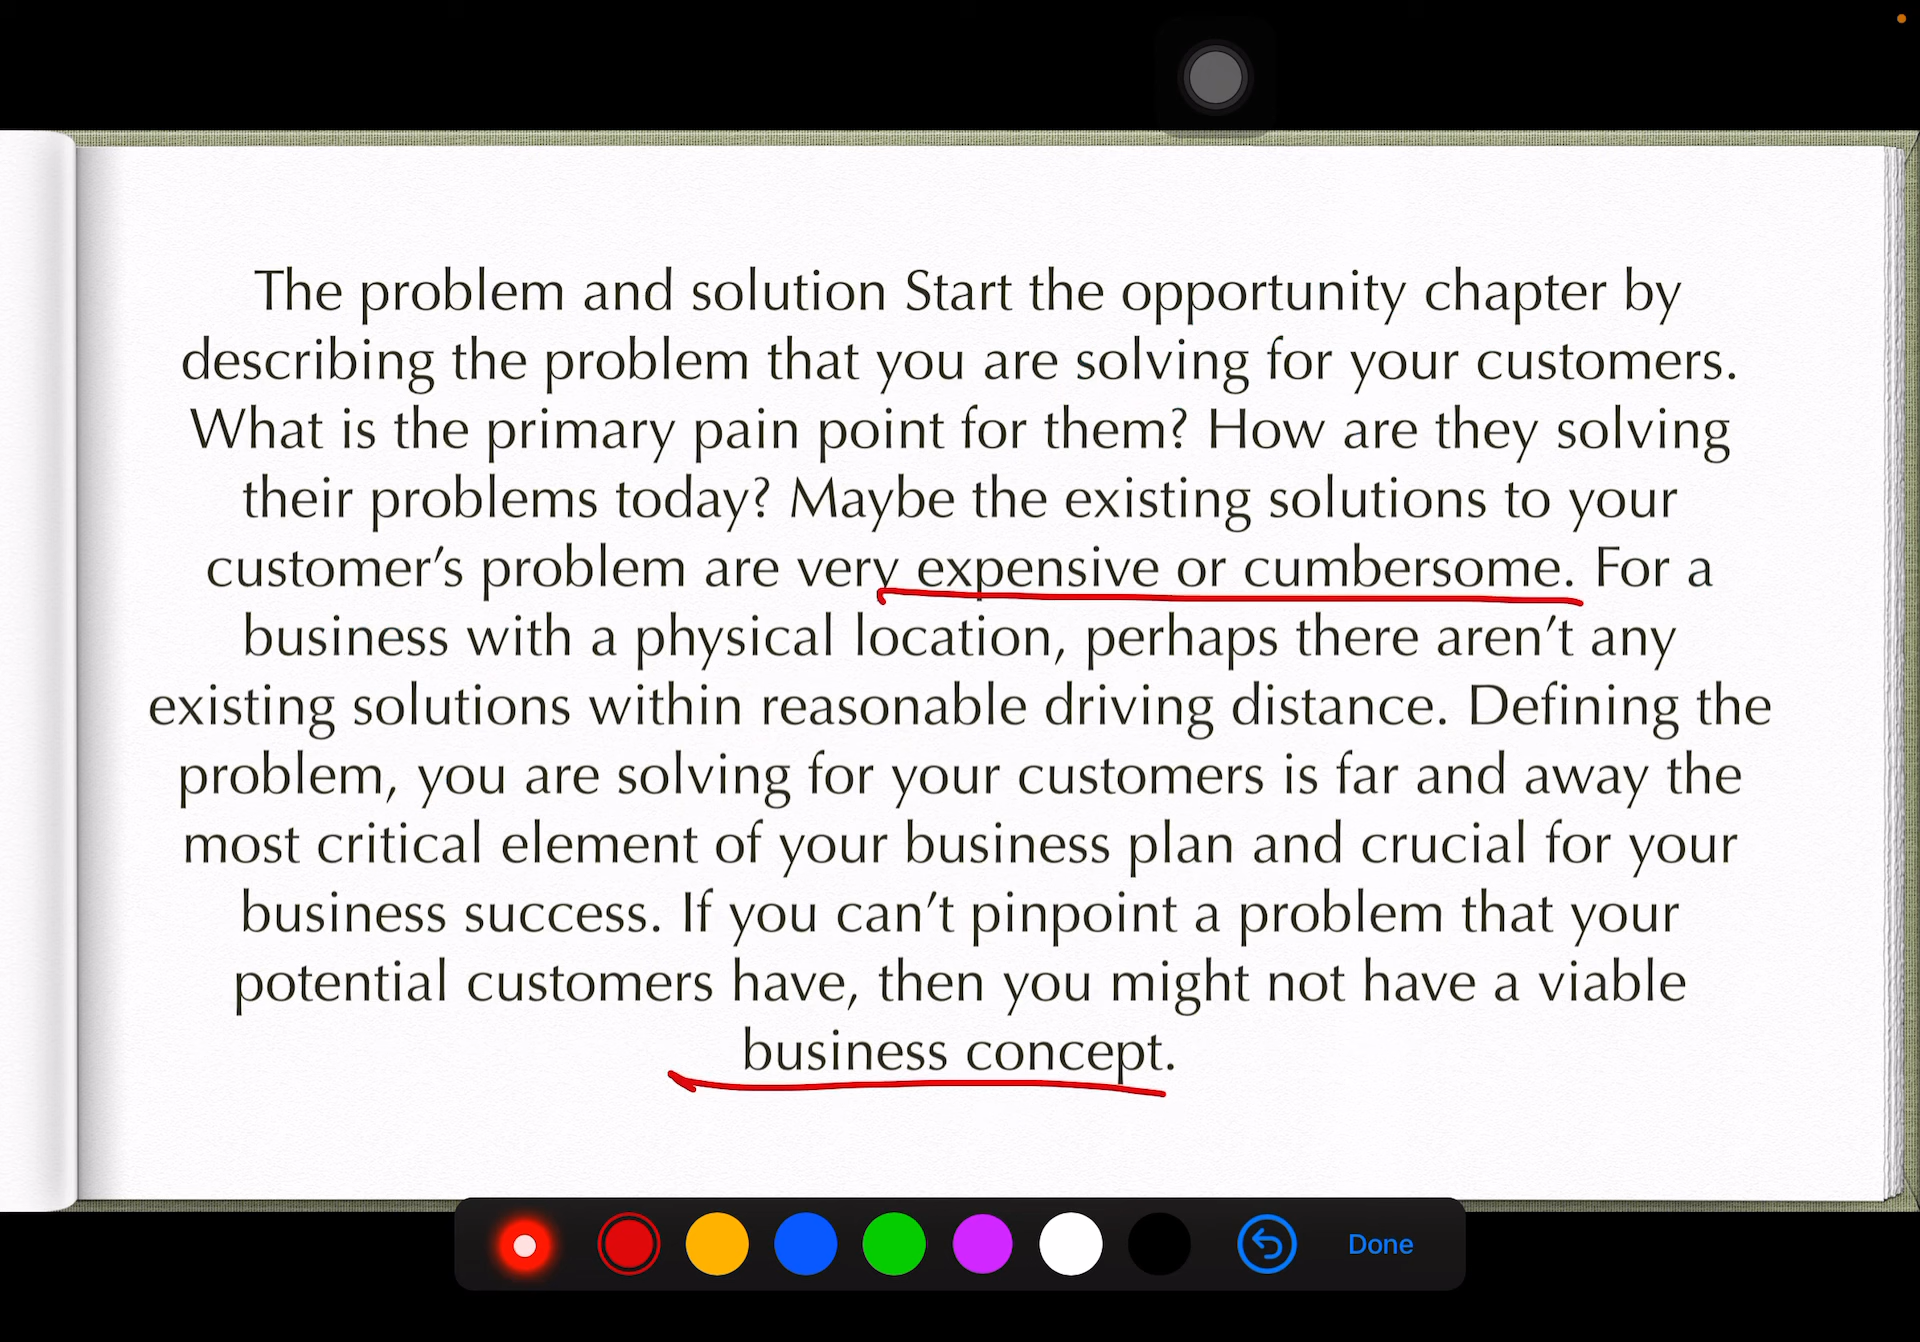 The problem and solution Start the opportunity chapter by
describing the problem that you are solving for your customers.
What is the primary pain point for them? How are they solving
their problems today? Maybe the existing solutions to your
customer’s problem are very expensive or cumbersome. For a
business with a physical location, perhaps there aren’t any
existing solutions within reasonable driving distance. Defining the
problem, you are solving for your customers is far and away the
most critical element of your business plan and crucial for your
business success. If you can’t pinpoint a problem that your
potential customers have, then you might not have a viable
business concept.
Done